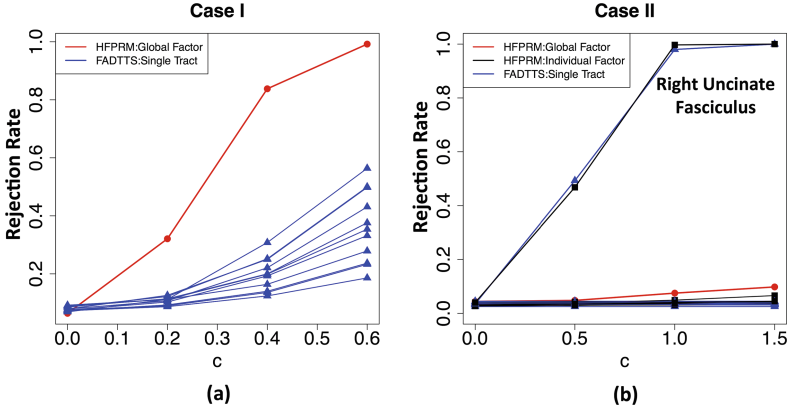 Case I
HFPRM:Global Factor
FADTTS:Single Tract
Rejection Rate
1.0
0.8
0.6
0.4
0.2
0.0 0.1 0.2 0.3 0.4 0.5 0.6
c
(a)
Case II
HFPRM:Global Factor
HFPRM:Individual Factor
FADTTS:Single Tract
Right Uncinate
Fasciculus
Rejection Rate
1.0
0.8
0.6
0.4
0.2
0.0
0.0 0.5 1.0 1.5
c
(b)